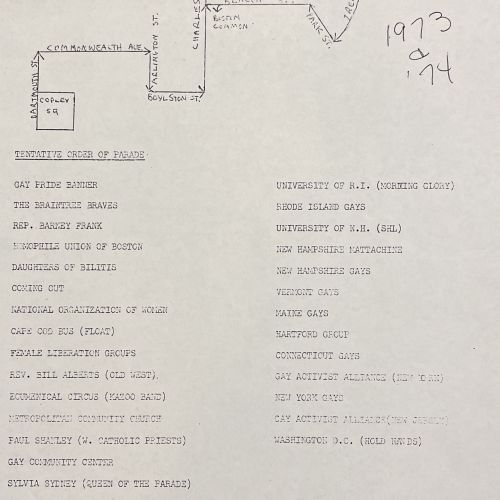 BEACON ST.
CHARLES
PARK ST.
TRE
BOSTON
COMMON
1973
&
'74
COMMONWEALTH AVE.
ARLINGTON ST.
DARTMOUTH ST.
BOYLSTON ST.
COPLEY
SQ
TENTATIVE ORDER OF PARADE
GAY PRIDE BANNER
THE BRAINTREE BRAVES
REP. BARNEY FRANK
HOMOPHILE UNION OF BOSTON
DAUGHTERS OF BILITIS
COMING OUT
NATIONAL ORGANIZATION OF WOMEN
CAPE COD BUS (FLOAT)
FEMALE LIBERATION GROUPS
REV. BILL ALBERTS (OLD WEST).
ECUMENICAL CIRCUS (KAZOO BAND)
METROPOLITAN COMMUNITY CHURCH
PAUL SHANLEY (W. CATHOLIC PRIESTS)
GAY COMMUNITY CENTER
SYLVIA SYDNEY (QUEEN OF THE PARADE)
UNIVERSITY OF R.I. (MORNING GLORY)
RHODE ISLAND GAYS
UNIVERSITY OF N.H. (SHL)
NEW HAMPSHIRE MATTACHINE
NEW HAMPSHIRE GAYS
VERMONT GAYS
MAINE GAYS
HARTFORD GROUP
CONNECTICUT GAYS
GAY ACTIVIST ALLIANCE (NEW YORK)
NEW YORK GAYS
GAY ACTIVIST ALLIANCE(NEW JERSEY)
WASHINGTON D.C. (HOLD HANDS)